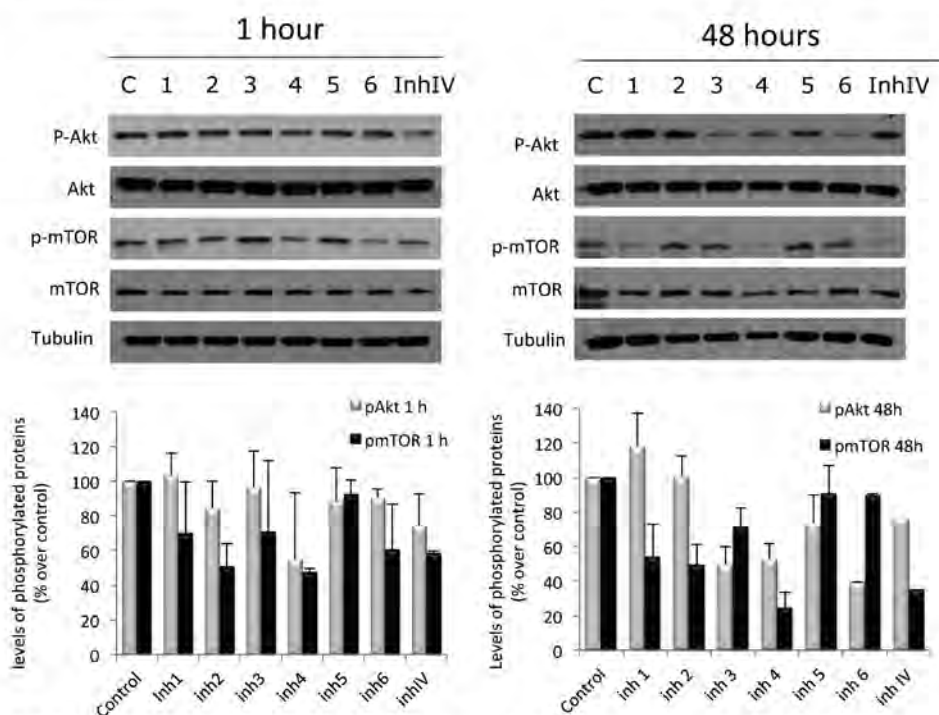 1 hour
C 1 2 3 4 5 6 InhIV
P-Akt
Akt
p-mTOR
mTOR
Tubulin
48 hours
C 1 2 3 4 5 6 InhIV
P-Akt
Akt
p-mTOR
mTOR
Tubulin
levels of phosphorylated proteins
(% over control)
140
120
100
80
60
40
20
0
pAkt 1 h
pmTOR 1 h
Control inh1 inh2 inh3 inh4 inh5 inh6 inhIV
Levels of phosphorylated proteins
(% over control)
140
120
100
80
60
40
20
0
pAkt 48h
pmTOR 48h
Control inh 1 inh 2 inh 3 inh 4 inh 5 inh 6 inh IV